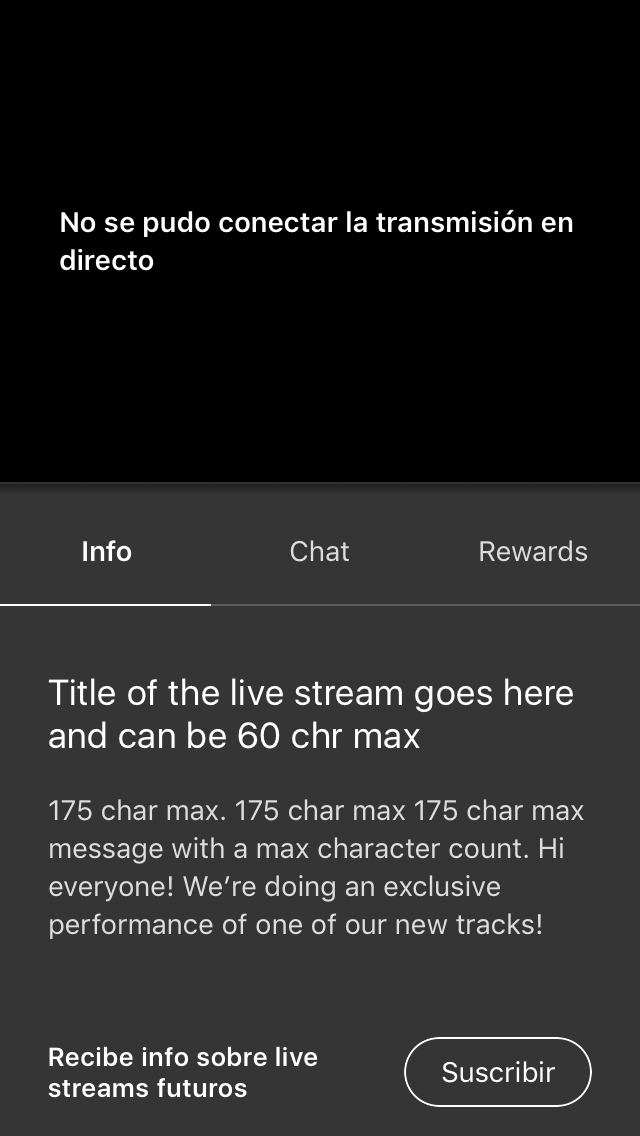 No se pudo conectar la transmisión en
directo
Info
Chat
Rewards
Title of the live stream goes here
and can be 60 chr max
175 char max. 175 char max 175 char max
message with a max character count. Hi
everyone! We’re doing an exclusive
performance of one of our new tracks!
Recibe info sobre live
streams futuros
Suscribir